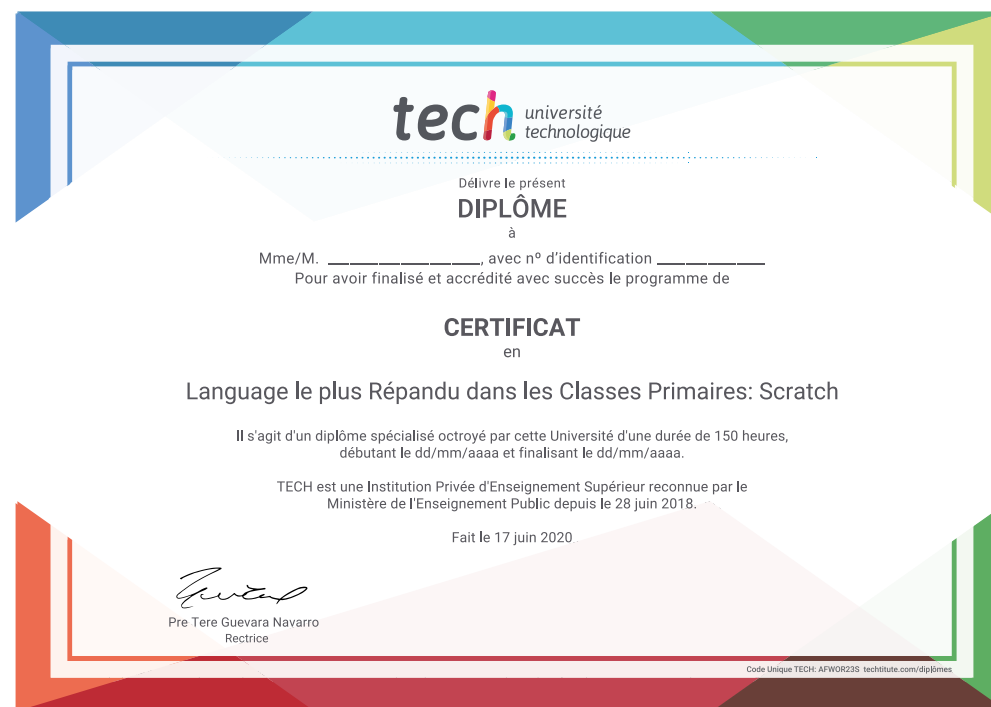 tech université
technologique
Délivre le présent
DIPLÔME
à
Mme/M. ____________________, avec nº d'identification ______________
Pour avoir finalisé et accrédité avec succès le programme de
CERTIFICAT
en
Language le plus Répandu dans les Classes Primaires: Scratch
Il s'agit d'un diplôme spécialisé octroyé par cette Université d'une durée de 150 heures,
débutant le dd/mm/aaaa et finalisant le dd/mm/aaaa.
TECH est une Institution Privée d'Enseignement Supérieur reconnue par le
Ministère de l'Enseignement Public depuis le 28 juin 2018.
Fait le 17 juin 2020
Pre Tere Guevara Navarro
Rectrice
Code Unique TECH: AFWOR23S techtitute.com/diplômes